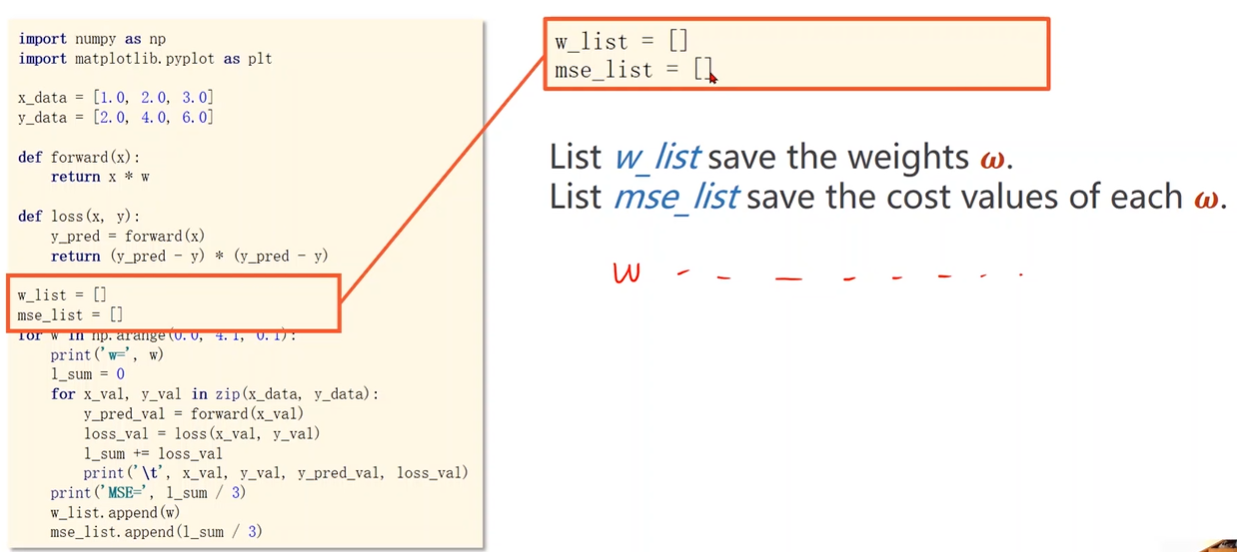 import numpy as np
import matplotlib.pyplot as plt
x_data = [1.0, 2.0, 3.0]
y_data = [2.0, 4.0, 6.0]
def forward(x):
    return x * w
def loss(x, y):
    y_pred = forward(x)
    return (y_pred - y) * (y_pred - y)
w_list = []
mse_list = []
for w in np.arange(0.0, 4.1, 0.1):
    print('w=', w)
    l_sum = 0
    for x_val, y_val in zip(x_data, y_data):
        y_pred_val = forward(x_val)
        loss_val = loss(x_val, y_val)
        l_sum += loss_val
        print('\t', x_val, y_val, y_pred_val, loss_val)
    print('MSE=', l_sum / 3)
    w_list.append(w)
    mse_list.append(l_sum / 3)
w_list = []
mse_list = []
List w_list save the weights ω.
List mse_list save the cost values of each ω.
w